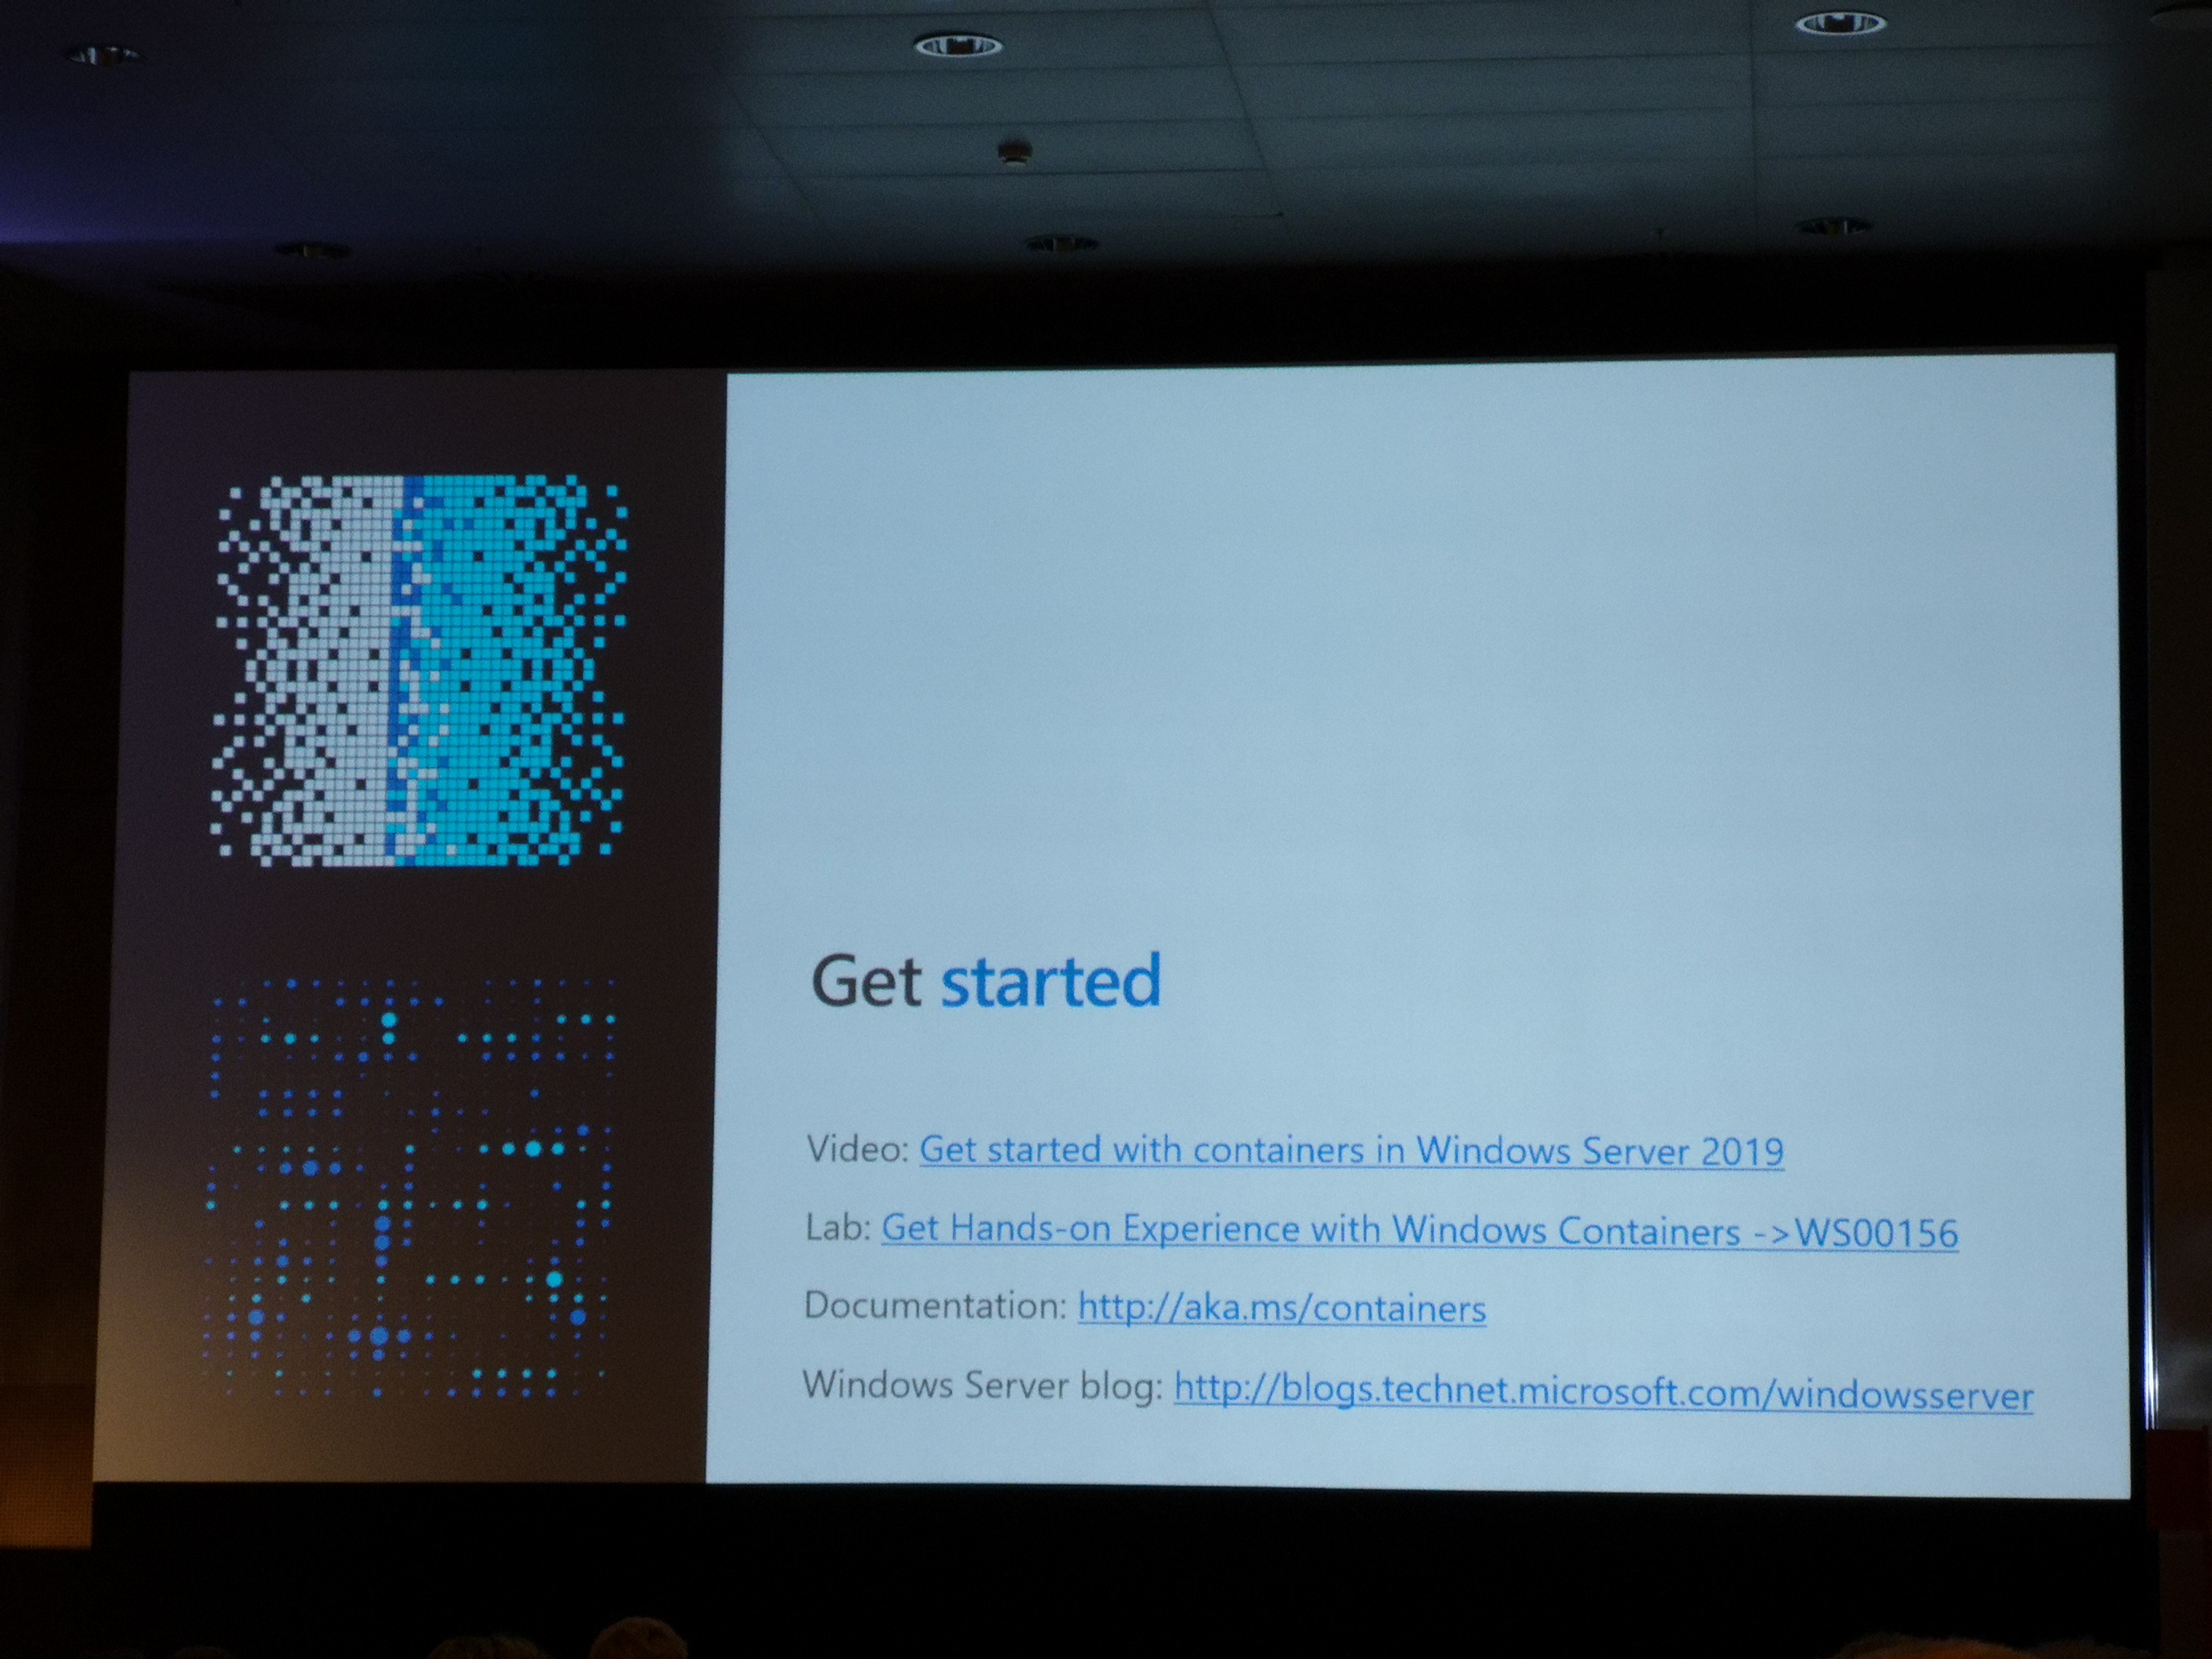 Get started
Video: Get started with containers in Windows Server 2019
Lab: Get Hands-on Experience with Windows Containers ->WS00156
Documentation: http://aka.ms/containers
Windows Server blog: http://blogs.technet.microsoft.com/windowsserver